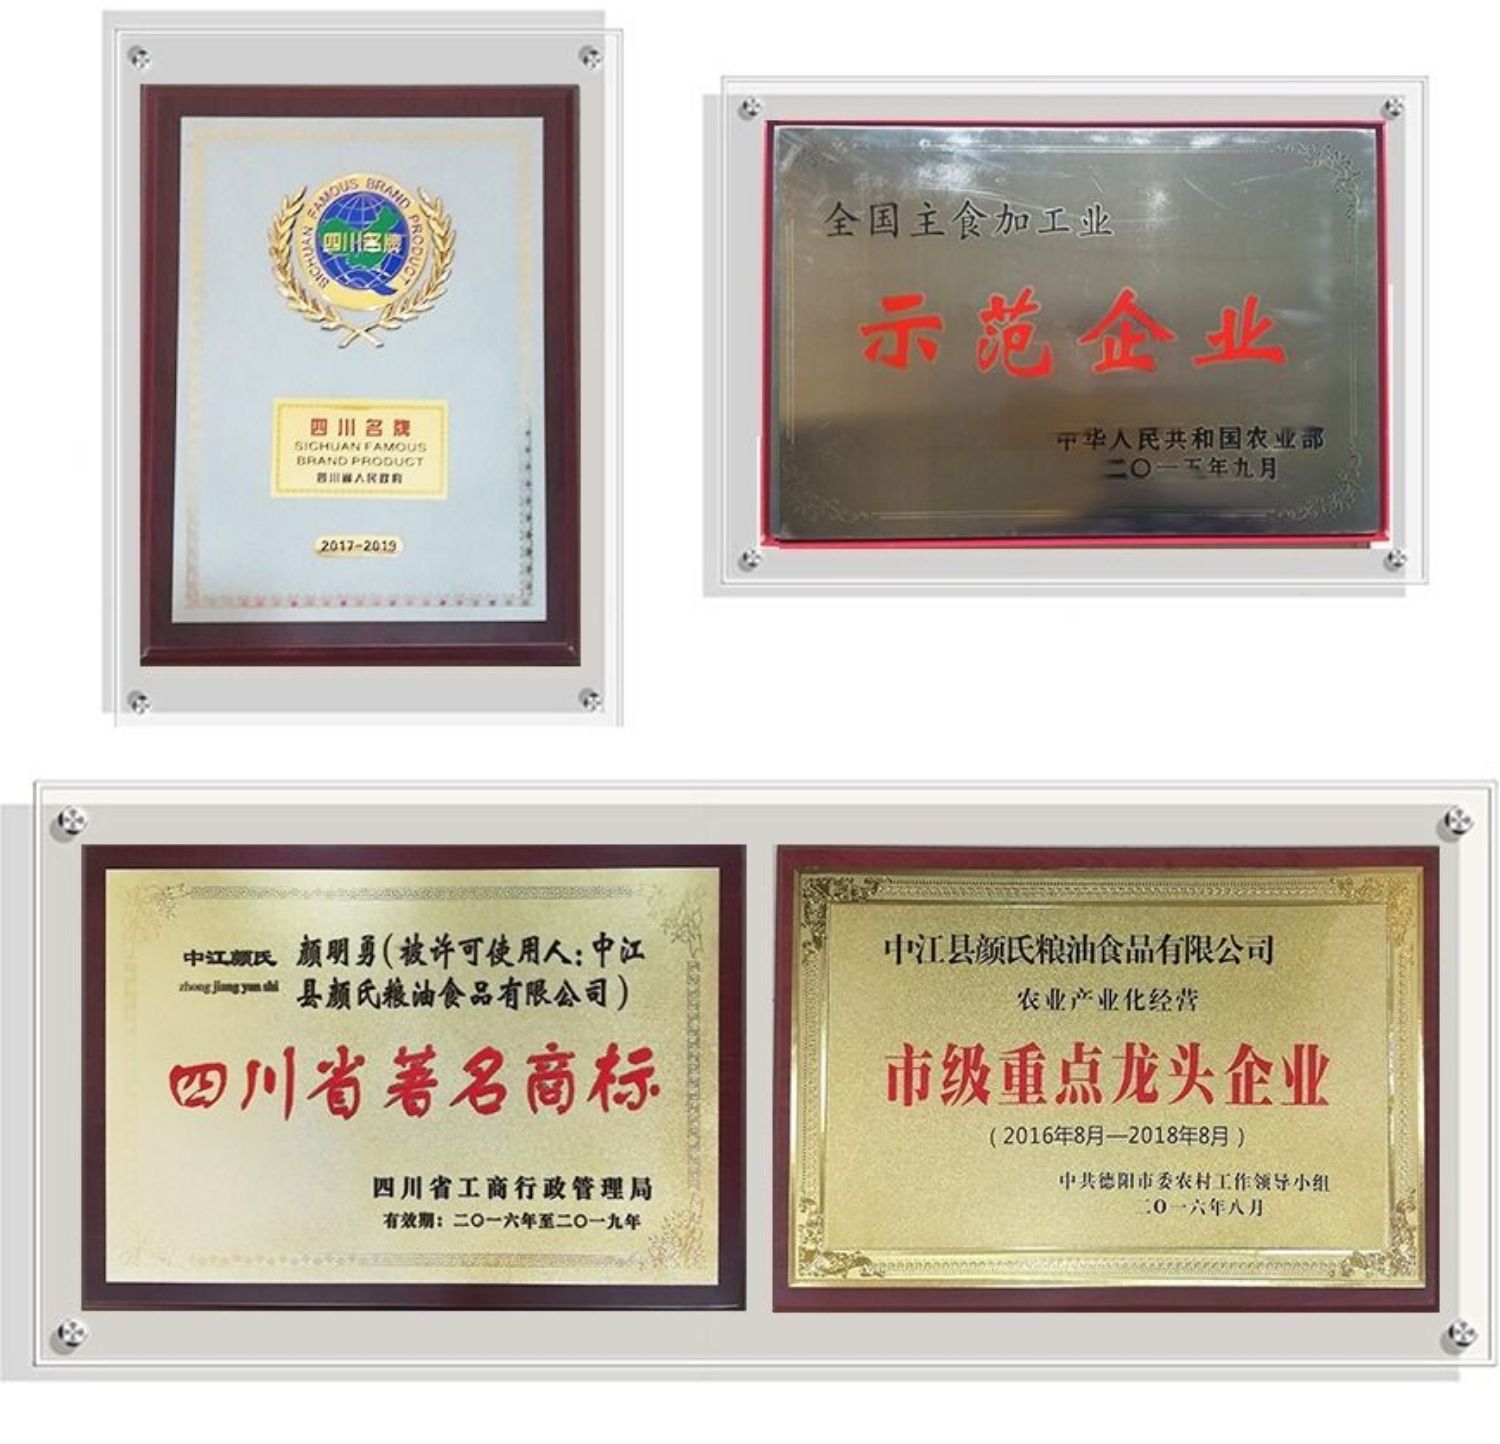 SICHUAN FAMOUS BRAND PRODUCT
四川名牌
四川名牌
SICHUAN FAMOUS
BRAND PRODUCT
四川省人民政府
2017-2019
全国主食加工业
示范企业
中华人民共和国农业部
二〇一五年九月
中江颜氏
zhong jiang yan shi
颜明勇(被许可使用人:中江
县颜氏粮油食品有限公司)
四川省著名商标
四川省工商行政管理局
有效期:二〇一六年至二〇一九年
中江县颜氏粮油食品有限公司
农业产业化经营
市级重点龙头企业
(2016年8月—2018年8月)
中共德阳市委农村工作领导小组
二〇一六年八月